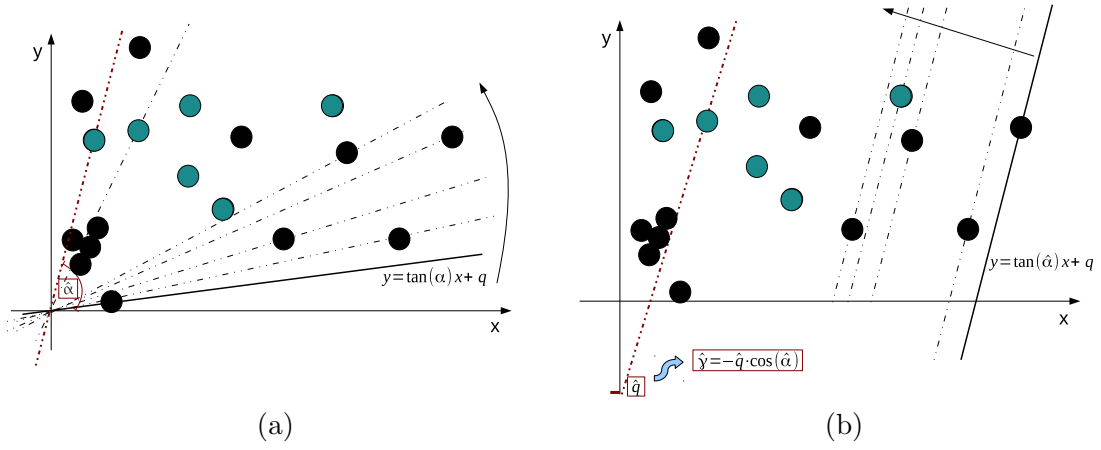 y
α̂
y=tan(α)x+q
x
(a)
y
y=tan(α̂)x+q
x
q̂
γ̂=−q̂·cos(α̂)
(b)